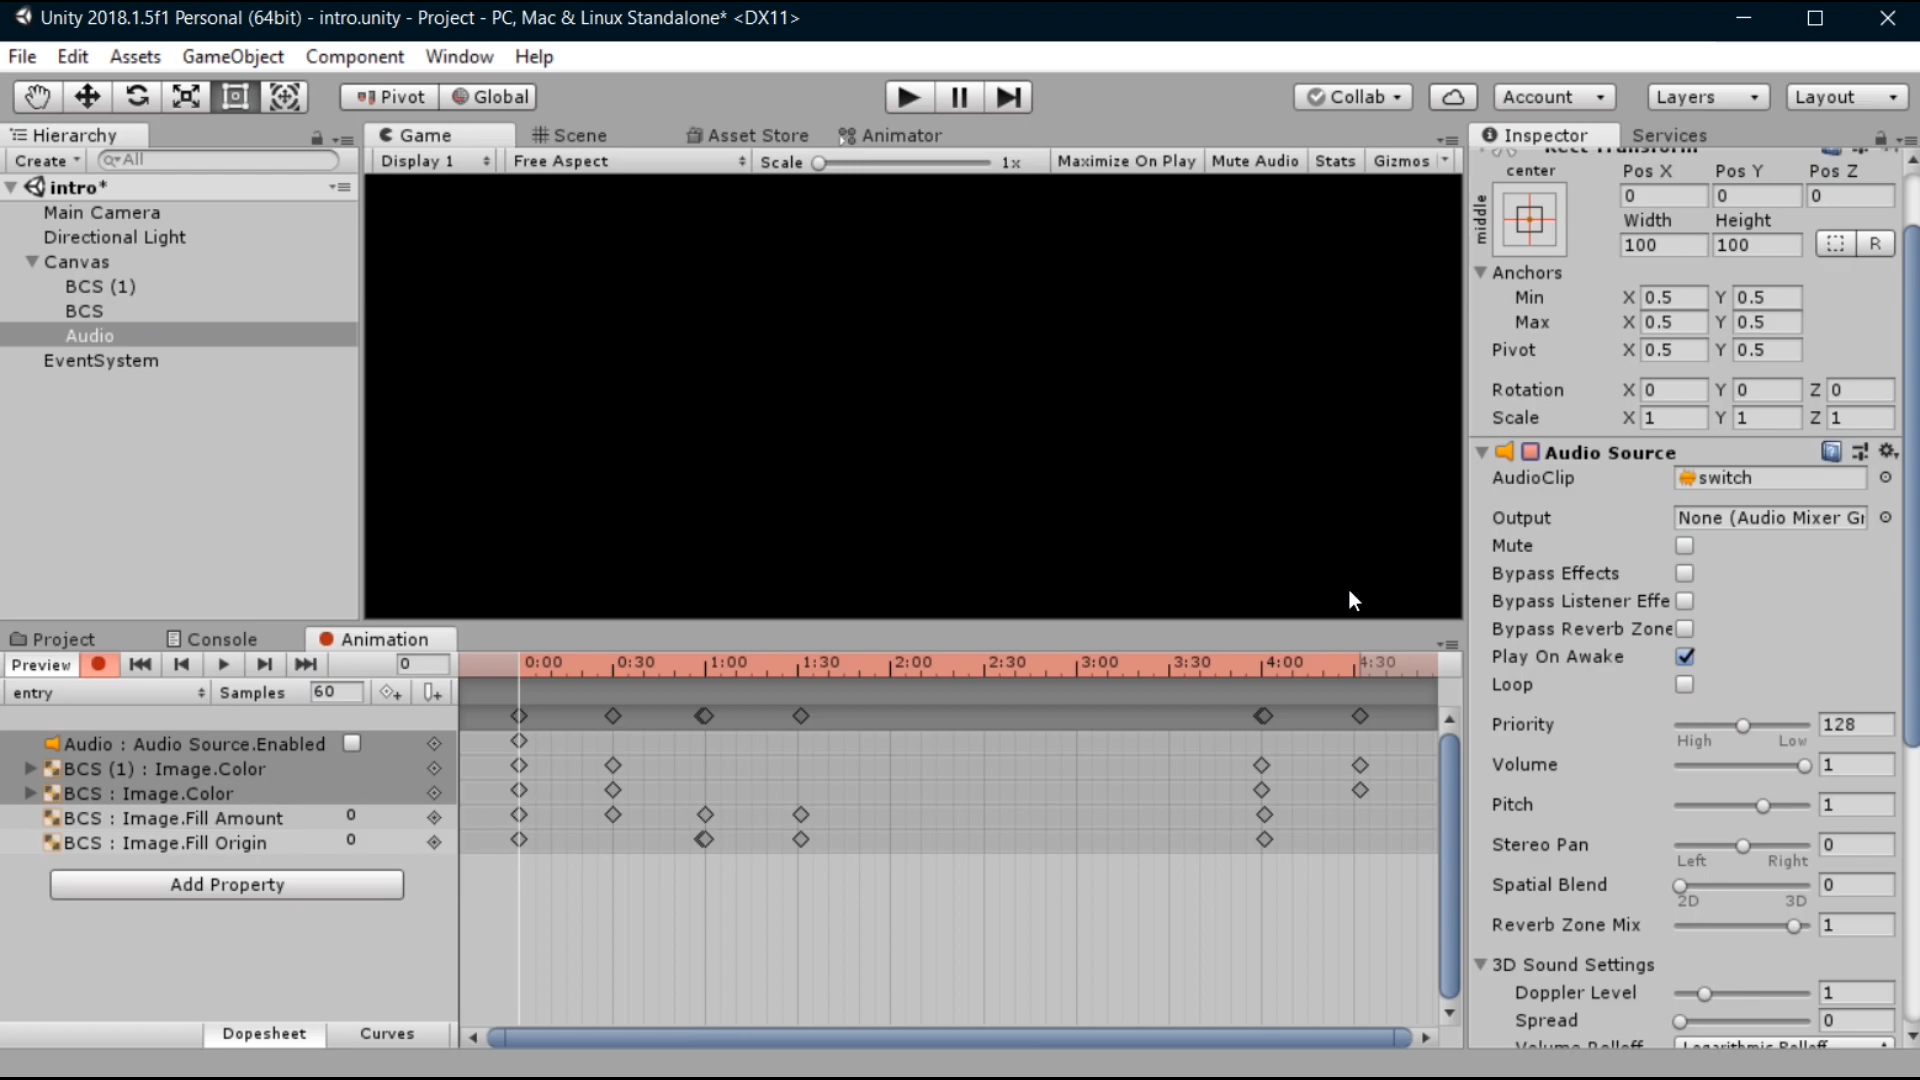 Unity 2018.1.5f1 Personal (64bit) - intro.unity - Project - PC, Mac & Linux Standalone* <DX11>
File Edit Assets GameObject Component Window Help
Pivot Global Collab Account Layers Layout
Hierarchy
Create All
intro*
Main Camera
Directional Light
Canvas
BCS (1)
BCS
Audio
EventSystem
Game Scene Asset Store Animator
Display 1 Free Aspect Scale 1x Maximize On Play Mute Audio Stats Gizmos
Project Console Animation
Preview 0 0:00 0:30 1:00 1:30 2:00 2:30 3:00 3:30 4:00 4:30
entry Samples 60
Audio : Audio Source.Enabled
BCS (1) : Image.Color
BCS : Image.Color
BCS : Image.Fill Amount 0
BCS : Image.Fill Origin 0
Add Property
Dopesheet Curves
Inspector Services
Rect Transform
center Pos X Pos Y Pos Z
middle 0 0 0
Width Height
100 100 R
Anchors
Min X 0.5 Y 0.5
Max X 0.5 Y 0.5
Pivot X 0.5 Y 0.5
Rotation X 0 Y 0 Z 0
Scale X 1 Y 1 Z 1
Audio Source
AudioClip switch
Output None (Audio Mixer Gr
Mute
Bypass Effects
Bypass Listener Effe
Bypass Reverb Zone
Play On Awake
Loop
Priority 128
High Low
Volume 1
Pitch 1
Stereo Pan 0
Left Right
Spatial Blend 0
2D 3D
Reverb Zone Mix 1
3D Sound Settings
Doppler Level 1
Spread 0
Volume Rolloff Logarithmic Rolloff